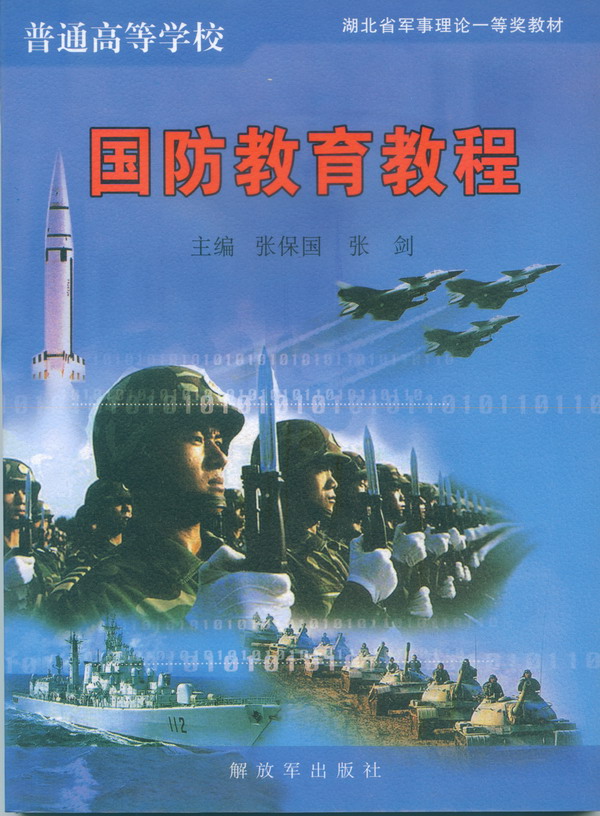 普通高等学校
湖北省军事理论一等奖教材
国防教育教程
主编 张保国 张 剑
112
解放军出版社